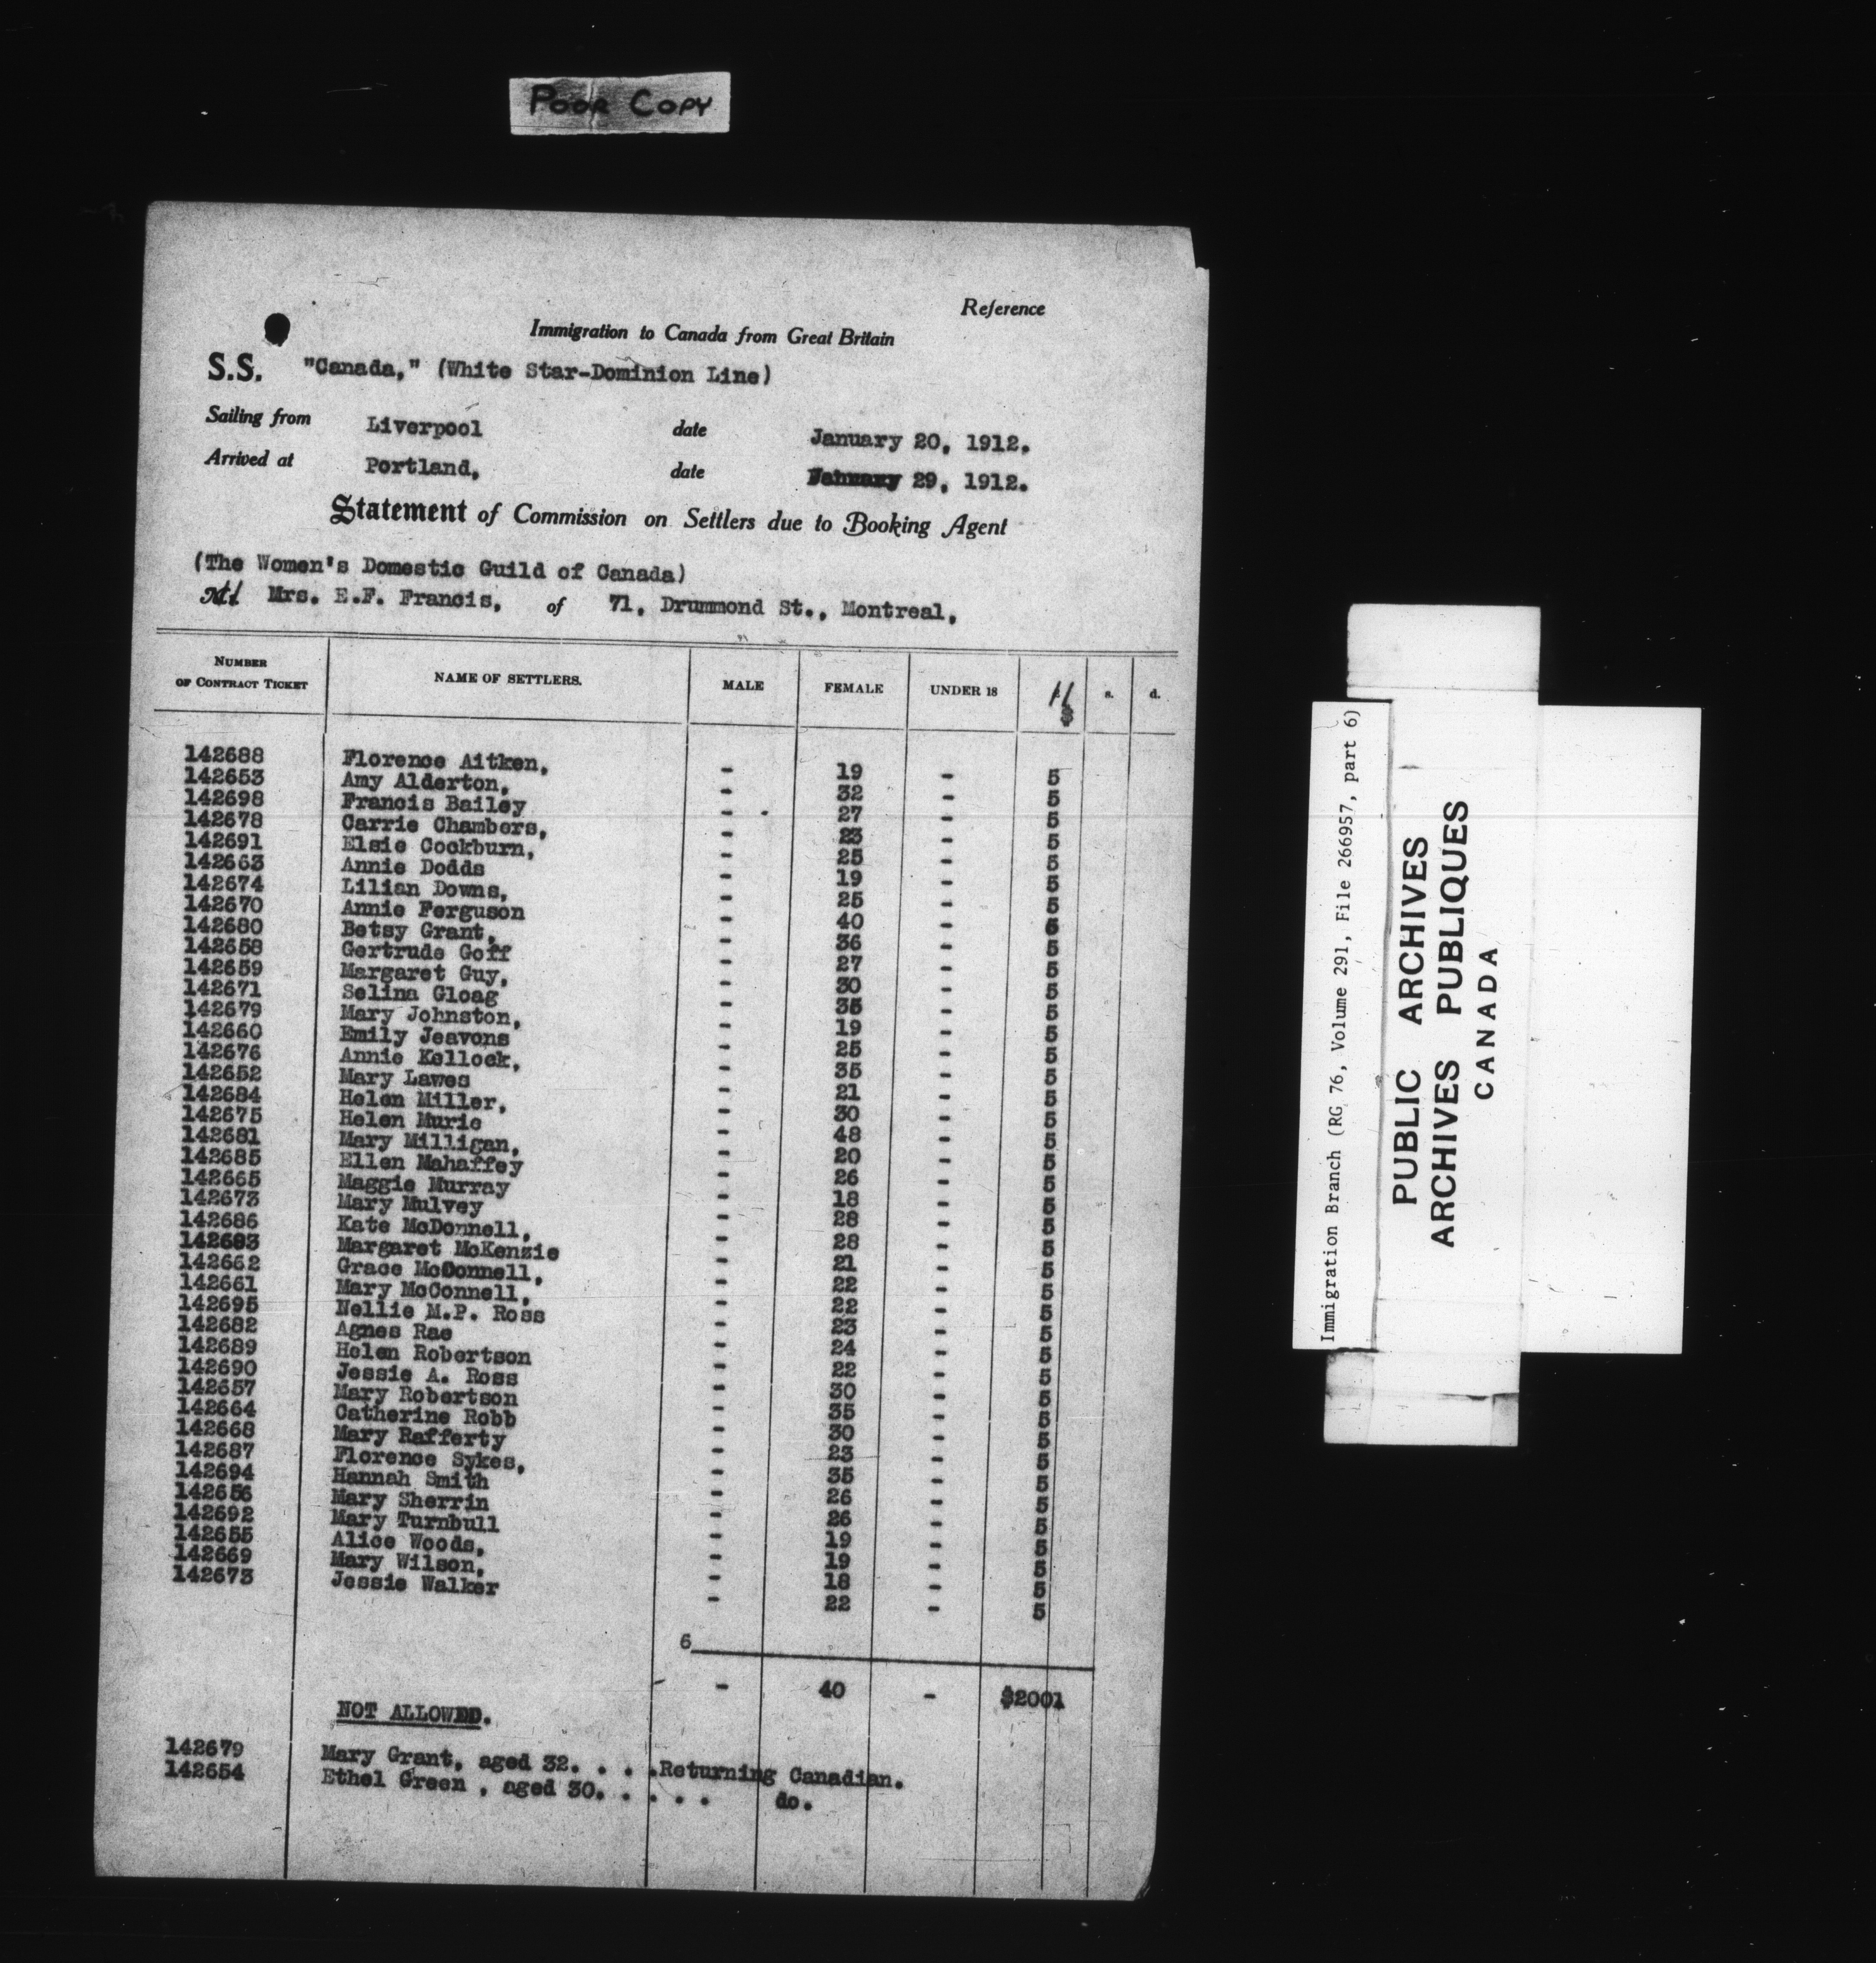 POOR COPY
Reference
Immigration to Canada from Great Britain
S.S. "Canada," (White Star-Dominion Line)
Sailing from Liverpool date January 20, 1912.
Arrived at Portland, date January 29, 1912.
Statement of Commission on Settlers due to Booking Agent
(The Women's Domestic Guild of Canada)
Mrs. E.F. Francis, of 71, Drummond St., Montreal,
NUMBER OF CONTRACT TICKET NAME OF SETTLERS. MALE FEMALE UNDER 18 s. d.
142688 Florence Aitken, - 19 - 5
142653 Amy Alderton, - 32 - 5
142698 Francis Bailey - 27 - 5
142678 Carrie Chambers, - 23 - 5
142691 Elsie Cockburn, - 25 - 5
142663 Annie Dodds - 19 - 5
142674 Lilian Downs, - 25 - 5
142670 Annie Ferguson - 40 - 5
142680 Betsy Grant, - 36 - 5
142658 Gertrude Goff - 27 - 5
142659 Margaret Guy, - 30 - 5
142671 Selina Gloag - 35 - 5
142679 Mary Johnston, - 19 - 5
142660 Emily Jeavons - 25 - 5
142676 Annie Kellock, - 35 - 5
142652 Mary Lawes - 21 - 5
142684 Helen Miller, - 30 - 5
142675 Helen Murie - 48 - 5
142681 Mary Milligan, - 20 - 5
142685 Ellen Mahaffey - 26 - 5
142665 Maggie Murray - 18 - 5
142673 Mary Mulvey - 28 - 5
142686 Kate McDonnell, - 28 - 5
142683 Margaret McKenzie - 21 - 5
142662 Grace McDonnell, - 22 - 5
142661 Mary McConnell, - 22 - 5
142695 Nellie M.P. Ross - 23 - 5
142682 Agnes Rae - 24 - 5
142689 Helen Robertson - 22 - 5
142690 Jessie A. Ross - 30 - 5
142657 Mary Robertson - 35 - 5
142664 Catherine Robb - 30 - 5
142668 Mary Rafferty - 23 - 5
142687 Florence Sykes, - 35 - 5
142694 Hannah Smith - 26 - 5
142656 Mary Sherrin - 26 - 5
142692 Mary Turnbull - 19 - 5
142655 Alice Woods, - 19 - 5
142669 Mary Wilson, - 18 - 5
142673 Jessie Walker - 22 - 5
6
- 40 - $2001
NOT ALLOWED.
142679 Mary Grant, aged 32. . . .Returning Canadian.
142654 Ethel Green , aged 30. . . . . do.
Immigration Branch (RG 76, Volume 291, File 266957, part 6)
PUBLIC ARCHIVES
ARCHIVES PUBLIQUES
CANADA